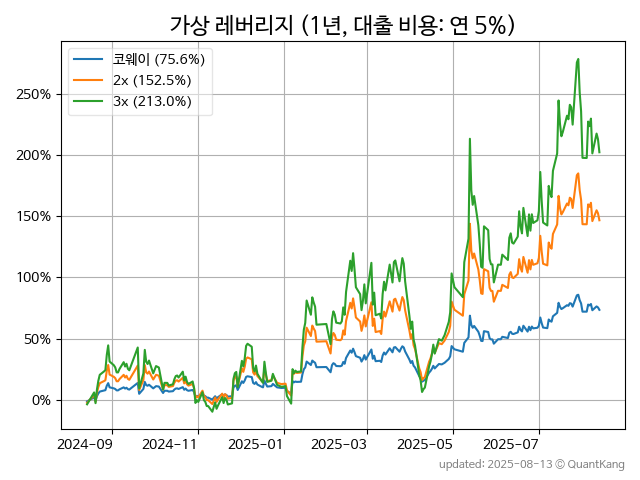 가상 레버리지 (1년, 대출 비용: 연 5%)
코웨이 (75.6%)
2x (152.5%)
3x (213.0%)
250%
200%
150%
100%
50%
0%
2024-09
2024-11
2025-01
2025-03
2025-05
2025-07
updated: 2025-08-13 © QuantKang